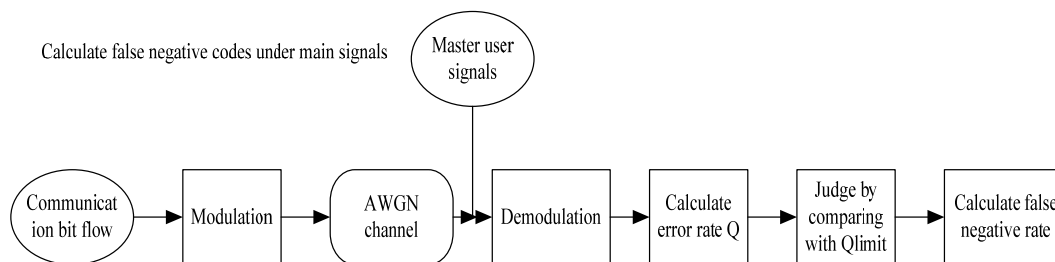 Calculate false negative codes under main signals
Master user
signals
Communicat
ion bit flow
Modulation
AWGN
channel
Demodulation
Calculate
error rate Q
Judge by
comparing
with Qlimit
Calculate false
negative rate